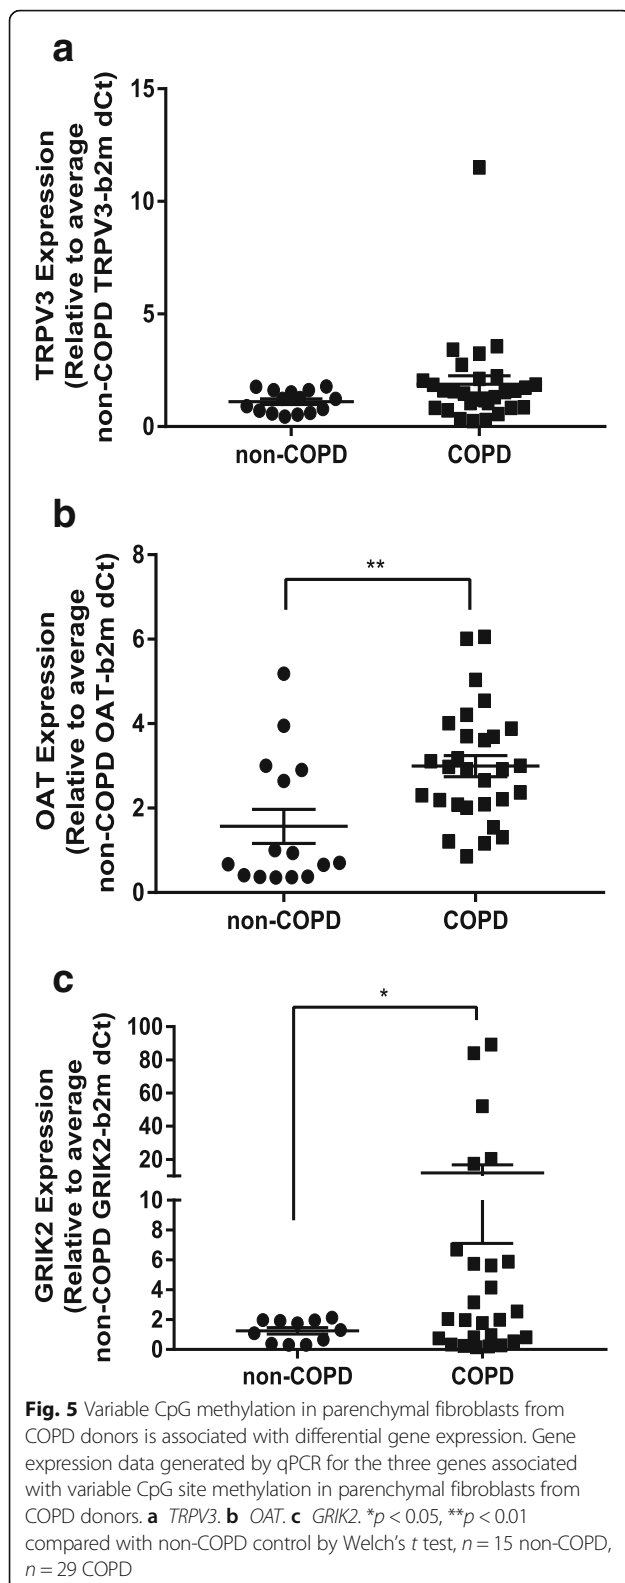 a
TRPV3 Expression
(Relative to average
non-COPD TRPV3-b2m dCt)
15
10
5
0
non-COPD COPD
b
OAT Expression
(Relative to average
non-COPD OAT-b2m dCt)
**
8
6
4
2
0
non-COPD COPD
c
GRIK2 Expression
(Relative to average
non-COPD GRIK2-b2m dCt)
*
100
80
60
40
20
10
8
6
4
2
0
non-COPD COPD
Fig. 5 Variable CpG methylation in parenchymal fibroblasts from
COPD donors is associated with differential gene expression. Gene
expression data generated by qPCR for the three genes associated
with variable CpG site methylation in parenchymal fibroblasts from
COPD donors. a TRPV3. b OAT. c GRIK2. *p < 0.05, **p < 0.01
compared with non-COPD control by Welch's t test, n = 15 non-COPD,
n = 29 COPD